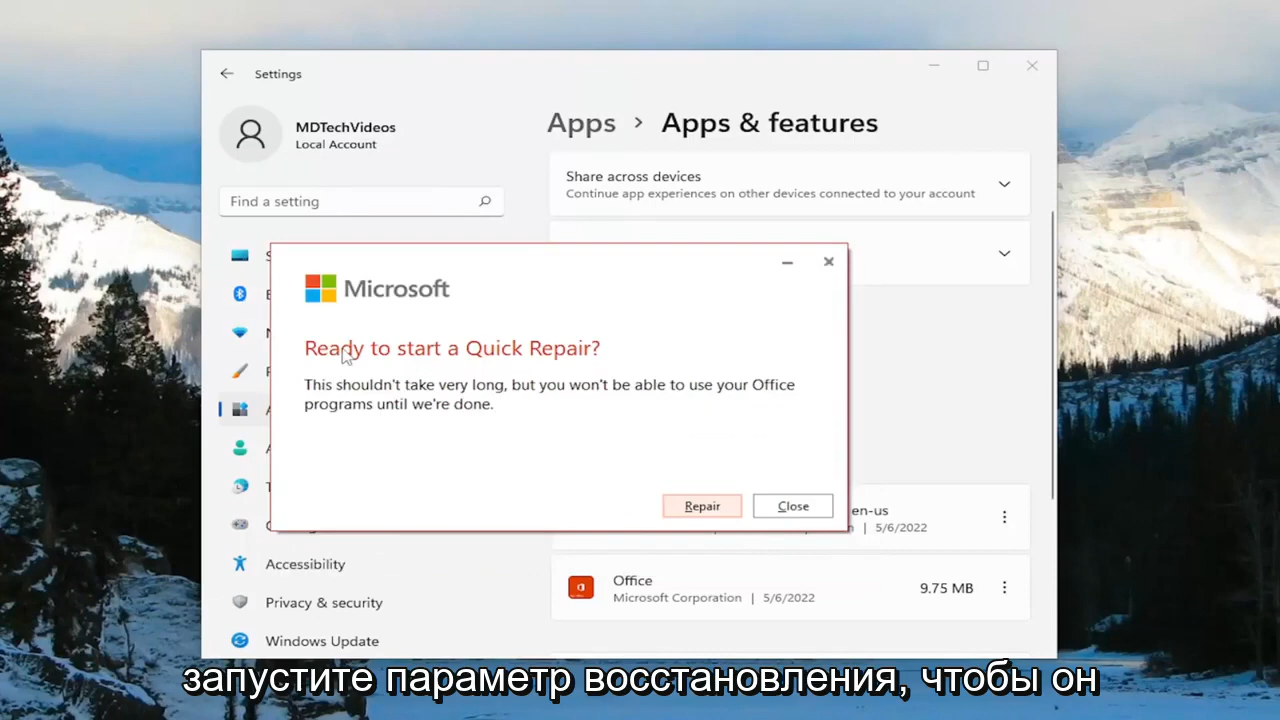 Settings
MDTechVideos
Local Account
Find a setting
Apps > Apps & features
Share across devices
Continue app experiences on other devices connected to your account
Microsoft
Ready to start a Quick Repair?
This shouldn't take very long, but you won't be able to use your Office
programs until we're done.
Repair
Close
en-us
| 5/6/2022
Office
Microsoft Corporation | 5/6/2022
9.75 MB
Accessibility
Privacy & security
Windows Update
запустите параметр восстановления, чтобы он